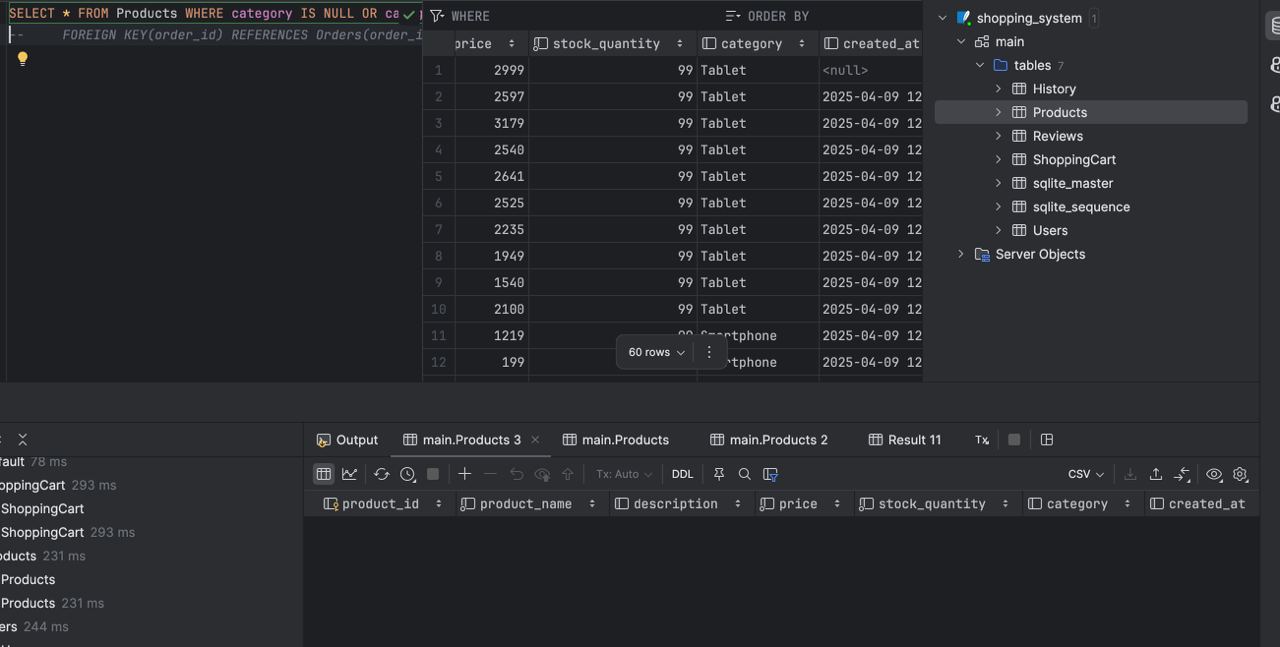 SELECT * FROM Products WHERE category IS NULL OR ca
-- FOREIGN KEY(order_id) REFERENCES Orders(order_i
WHERE ORDER BY
price stock_quantity category created_at
1 2999 99 Tablet <null>
2 2597 99 Tablet 2025-04-09 12
3 3179 99 Tablet 2025-04-09 12
4 2540 99 Tablet 2025-04-09 12
5 2641 99 Tablet 2025-04-09 12
6 2525 99 Tablet 2025-04-09 12
7 2235 99 Tablet 2025-04-09 12
8 1949 99 Tablet 2025-04-09 12
9 1540 99 Tablet 2025-04-09 12
10 2100 99 Tablet 2025-04-09 12
11 1219 99 Smartphone 2025-04-09 12
12 199 rtphone 2025-04-09 12
60 rows
shopping_system 1
main
tables 7
History
Products
Reviews
ShoppingCart
sqlite_master
sqlite_sequence
Users
Server Objects
Output main.Products 3 main.Products main.Products 2 Result 11 Tx
Tx: Auto DDL CSV
product_id product_name description price stock_quantity category created_at
fault 78 ms
oppingCart 293 ms
ShoppingCart
ShoppingCart 293 ms
oducts 231 ms
Products
Products 231 ms
ers 244 ms